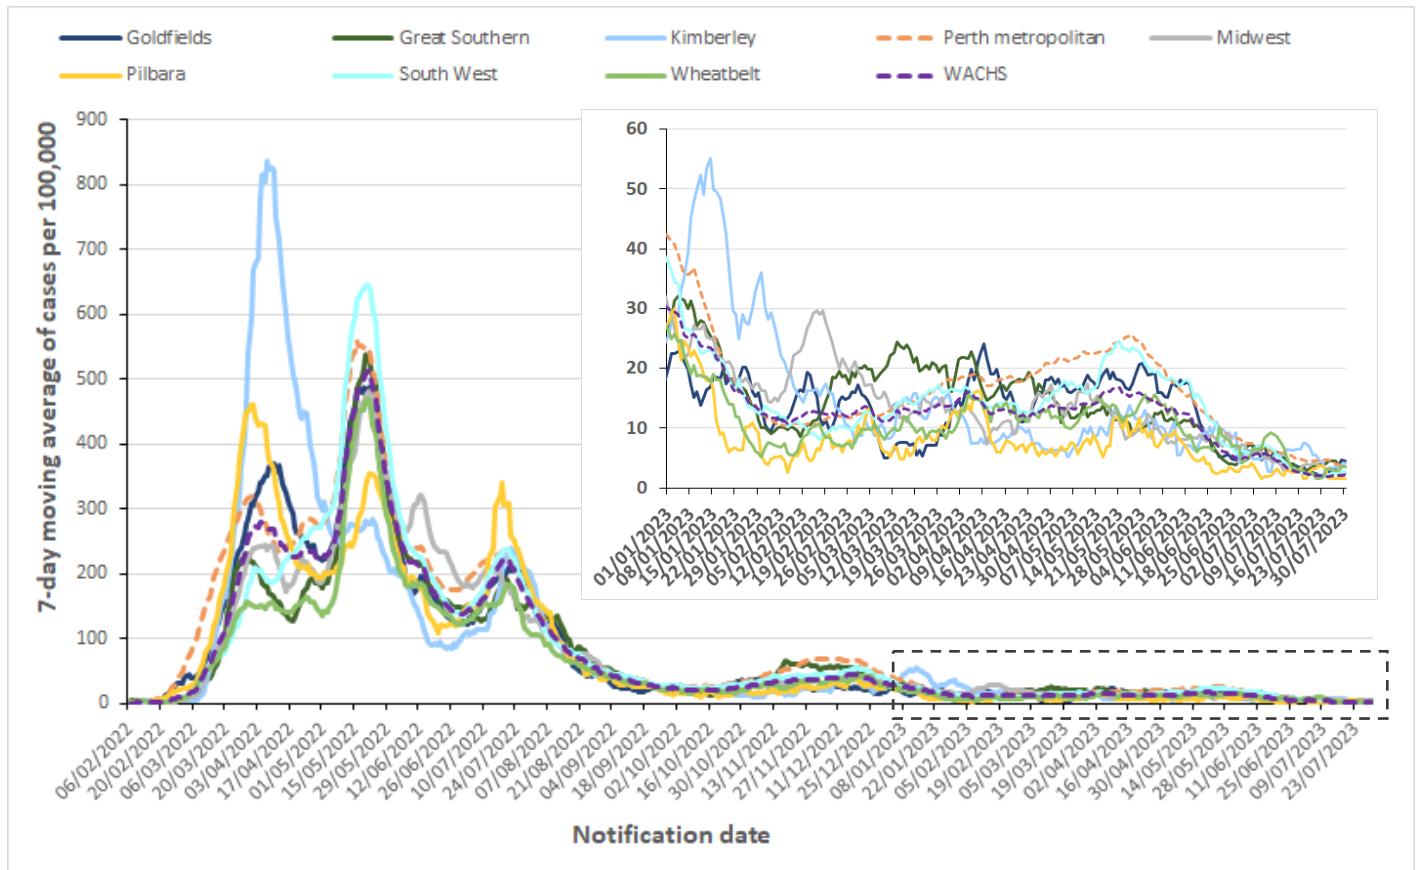 Goldfields Great Southern Kimberley Perth metropolitan Midwest
Pilbara South West Wheatbelt WACHS
7-day moving average of cases per 100,000
900
800
700
600
500
400
300
200
100
0
06/02/2022 20/02/2022 06/03/2022 20/03/2022 03/04/2022 17/04/2022 01/05/2022 15/05/2022 29/05/2022 12/06/2022 26/06/2022 10/07/2022 24/07/2022 07/08/2022 21/08/2022 04/09/2022 18/09/2022 02/10/2022 16/10/2022 30/10/2022 13/11/2022 27/11/2022 11/12/2022 25/12/2022 08/01/2023 22/01/2023 05/02/2023 19/02/2023 05/03/2023 19/03/2023 02/04/2023 16/04/2023 30/04/2023 14/05/2023 28/05/2023 11/06/2023 25/06/2023 09/07/2023 23/07/2023
Notification date
60
50
40
30
20
10
0
01/01/2023 08/01/2023 15/01/2023 22/01/2023 29/01/2023 05/02/2023 12/02/2023 19/02/2023 26/02/2023 05/03/2023 12/03/2023 19/03/2023 26/03/2023 02/04/2023 09/04/2023 16/04/2023 23/04/2023 30/04/2023 07/05/2023 14/05/2023 21/05/2023 28/05/2023 04/06/2023 11/06/2023 18/06/2023 25/06/2023 02/07/2023 09/07/2023 16/07/2023 23/07/2023 30/07/2023